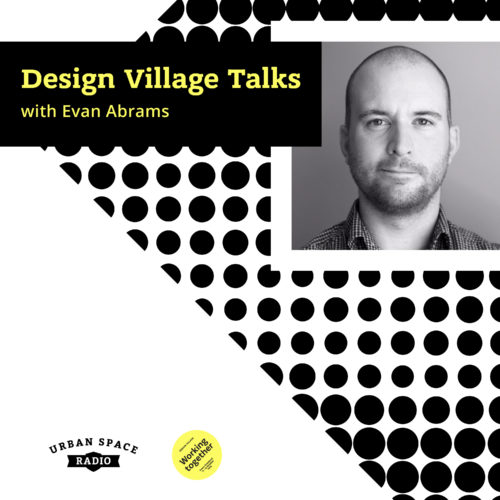 Design Village Talks
with Evan Abrams
URBAN SPACE
RADIO
Working
together